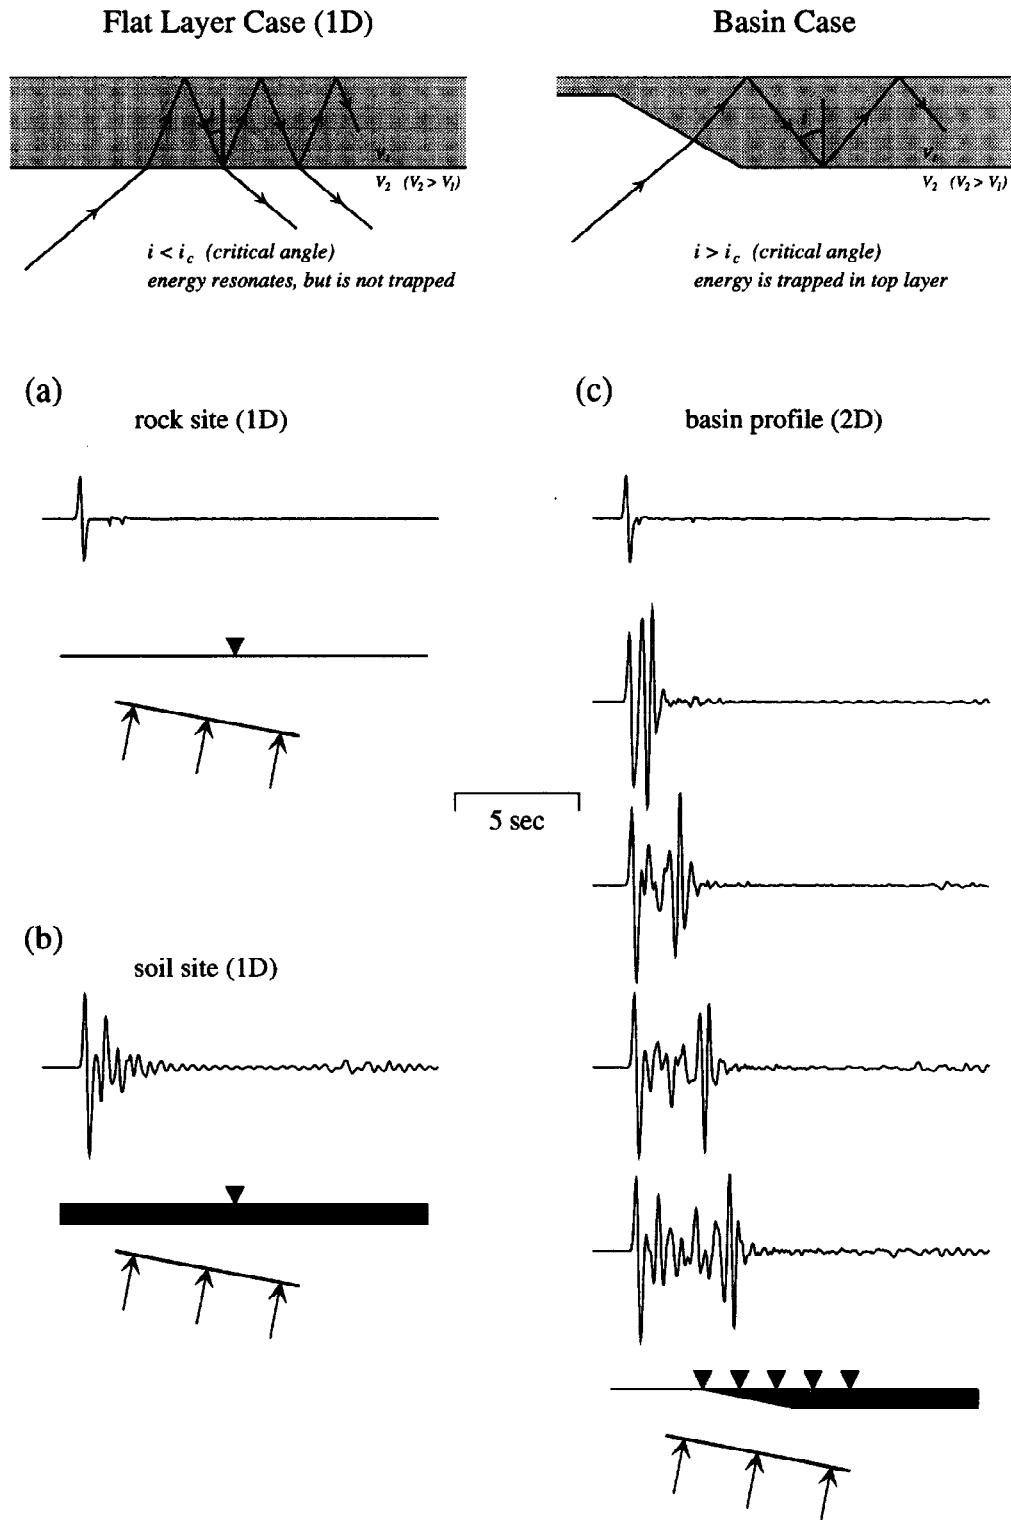 Flat Layer Case (1D)
Basin Case
i
V₁
V₂ (V₂ > V₁)
i < i c (critical angle)
energy resonates, but is not trapped
i
V₁
V₂ (V₂ > V₁)
i > i c (critical angle)
energy is trapped in top layer
(a)
rock site (1D)
(c)
basin profile (2D)
5 sec
(b)
soil site (1D)